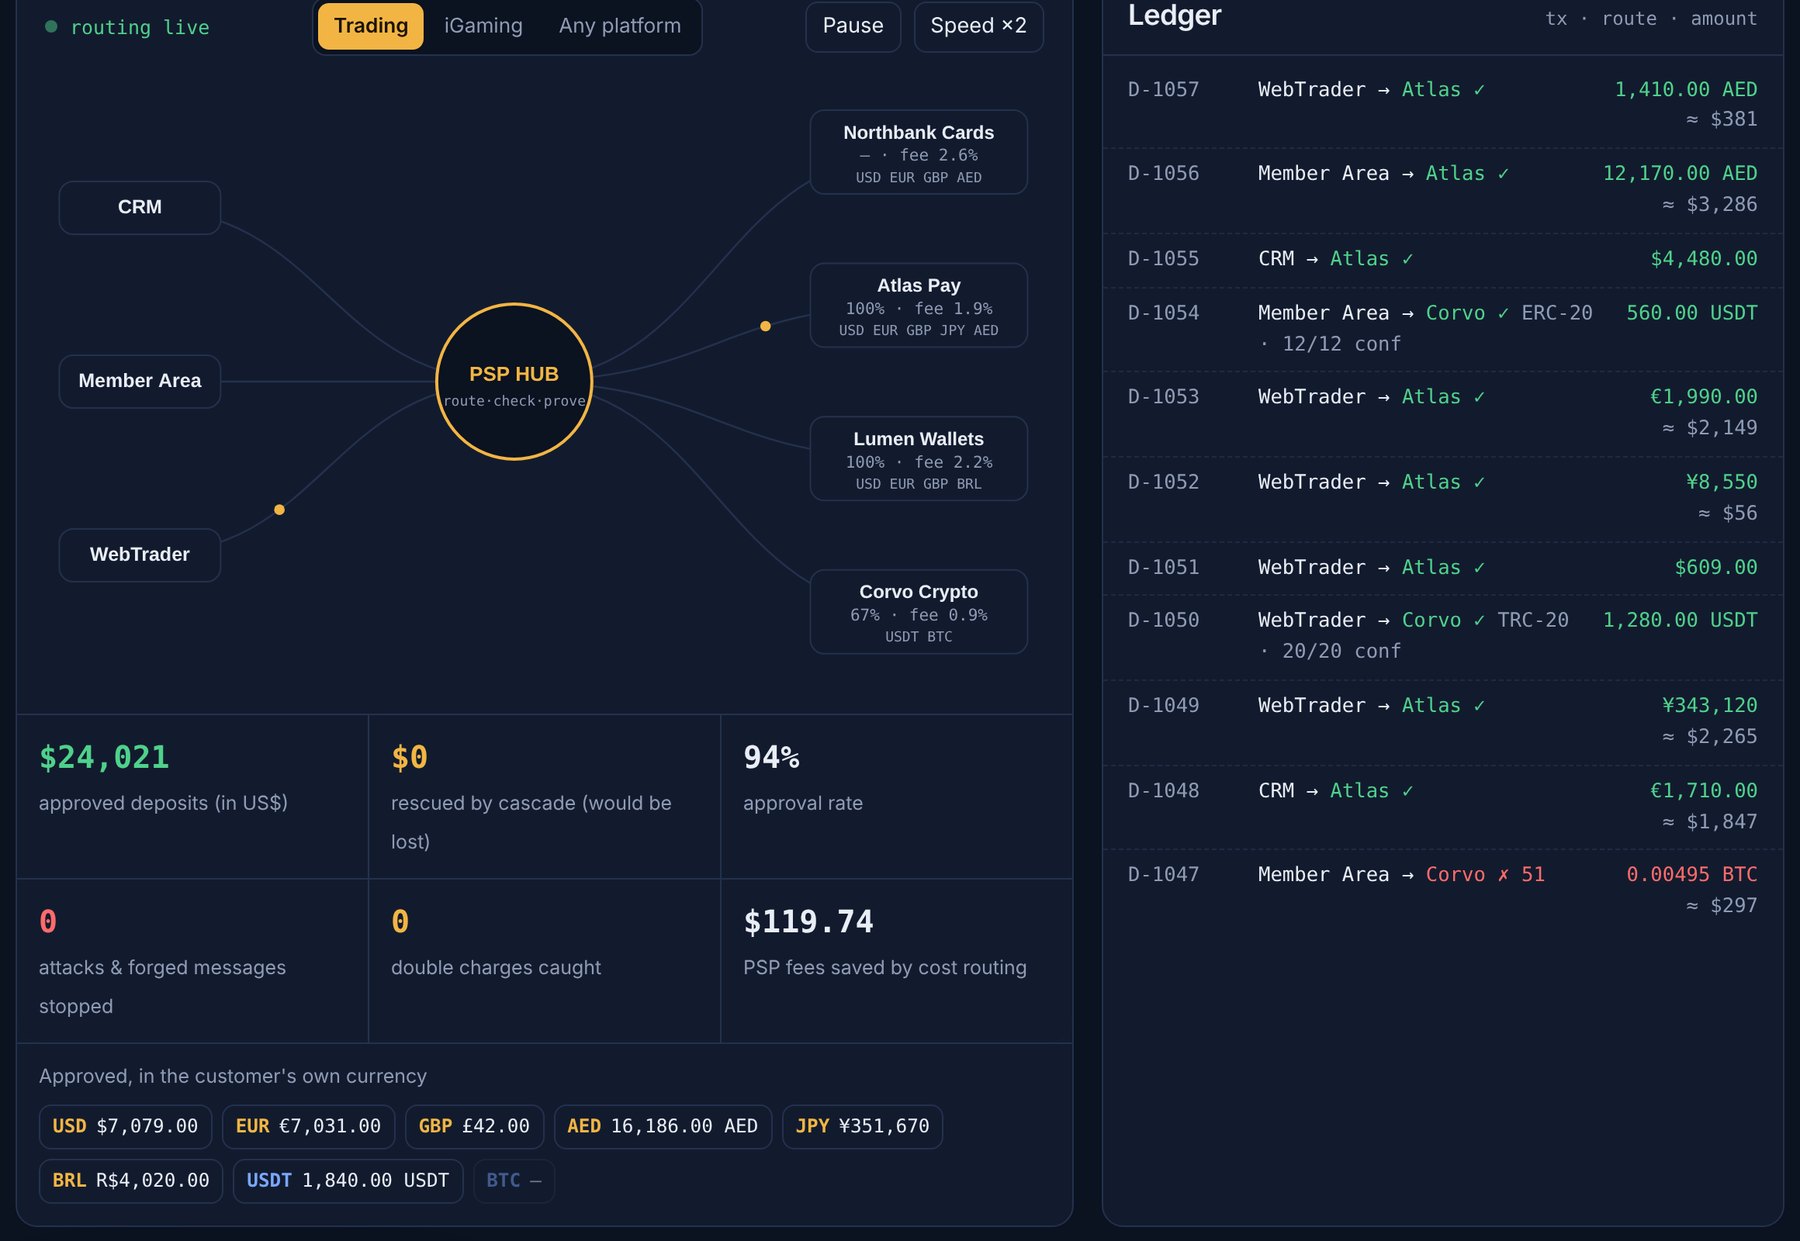 routing live
Trading
iGaming
Any platform
Pause
Speed ×2
CRM
Member Area
WebTrader
PSP HUB
route·check·prove
Northbank Cards
— · fee 2.6%
USD EUR GBP AED
Atlas Pay
100% · fee 1.9%
USD EUR GBP JPY AED
Lumen Wallets
100% · fee 2.2%
USD EUR GBP BRL
Corvo Crypto
67% · fee 0.9%
USDT BTC
$24,021
approved deposits (in US$)
$0
rescued by cascade (would be
lost)
94%
approval rate
0
attacks & forged messages
stopped
0
double charges caught
$119.74
PSP fees saved by cost routing
Approved, in the customer's own currency
USD $7,079.00
EUR €7,031.00
GBP £42.00
AED 16,186.00 AED
JPY ¥351,670
BRL R$4,020.00
USDT 1,840.00 USDT
BTC —
Ledger
tx · route · amount
D-1057 WebTrader → Atlas ✓ 1,410.00 AED
≈ $381
D-1056 Member Area → Atlas ✓ 12,170.00 AED
≈ $3,286
D-1055 CRM → Atlas ✓ $4,480.00
D-1054 Member Area → Corvo ✓ ERC-20 560.00 USDT
· 12/12 conf
D-1053 WebTrader → Atlas ✓ €1,990.00
≈ $2,149
D-1052 WebTrader → Atlas ✓ ¥8,550
≈ $56
D-1051 WebTrader → Atlas ✓ $609.00
D-1050 WebTrader → Corvo ✓ TRC-20 1,280.00 USDT
· 20/20 conf
D-1049 WebTrader → Atlas ✓ ¥343,120
≈ $2,265
D-1048 CRM → Atlas ✓ €1,710.00
≈ $1,847
D-1047 Member Area → Corvo ✗ 51 0.00495 BTC
≈ $297